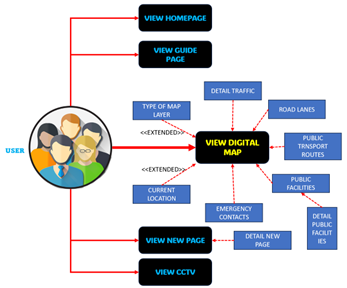 VIEW HOMEPAGE
VIEW GUIDE
PAGE
DETAIL TRAFFIC
TYPE OF MAP
LAYER
ROAD LANES
<<EXTENDED>>
USER
VIEW DIGITAL
MAP
PUBLIC
TRNSPORT
ROUTES
<<EXTENDED>>
CURRENT
LOCATION
PUBLIC
FACILITIES
EMERGENCY
CONTACTS
DETAIL
PUBLIC
FACILIT
IES
VIEW NEW PAGE
DETAIL NEW
PAGE
VIEW CCTV